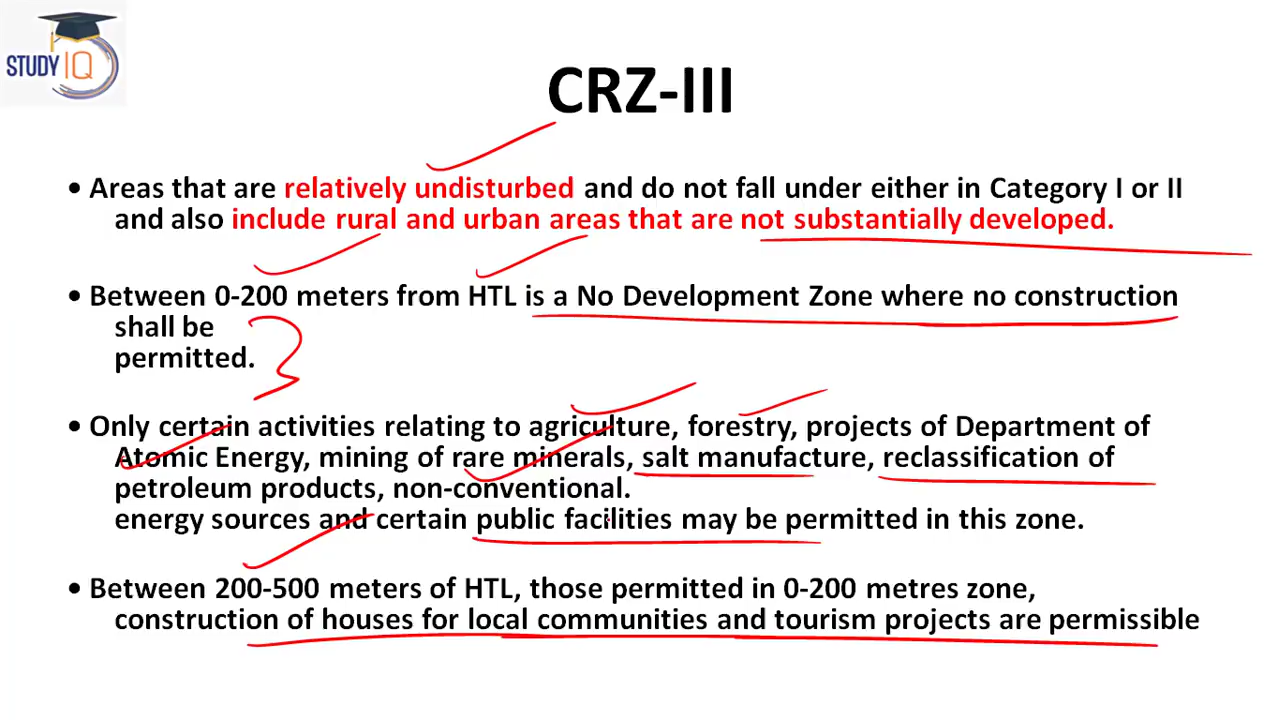 STUDY IQ
CRZ-III
• Areas that are relatively undisturbed and do not fall under either in Category I or II
and also include rural and urban areas that are not substantially developed.
• Between 0-200 meters from HTL is a No Development Zone where no construction
shall be
permitted.
• Only certain activities relating to agriculture, forestry, projects of Department of
Atomic Energy, mining of rare minerals, salt manufacture, reclassification of
petroleum products, non-conventional.
energy sources and certain public facilities may be permitted in this zone.
• Between 200-500 meters of HTL, those permitted in 0-200 metres zone,
construction of houses for local communities and tourism projects are permissible